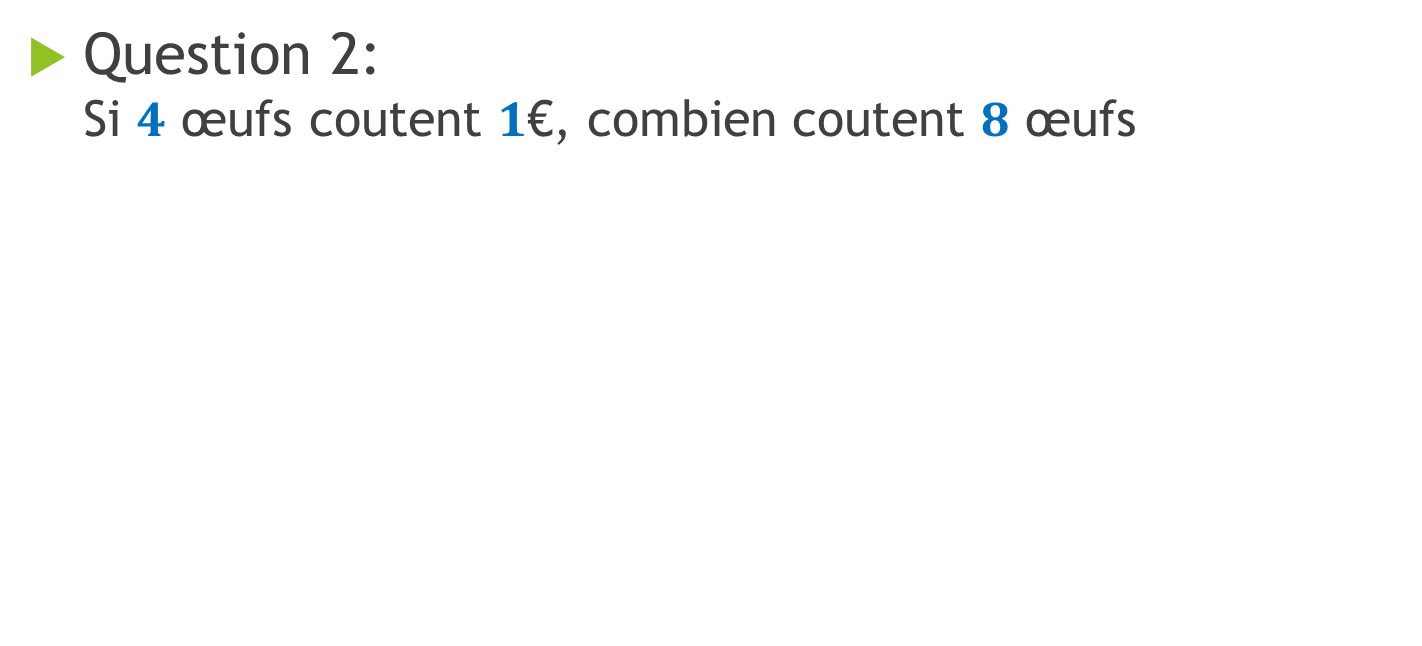 Question 2:
Si 4 œufs coutent 1€, combien coutent 8 œufs